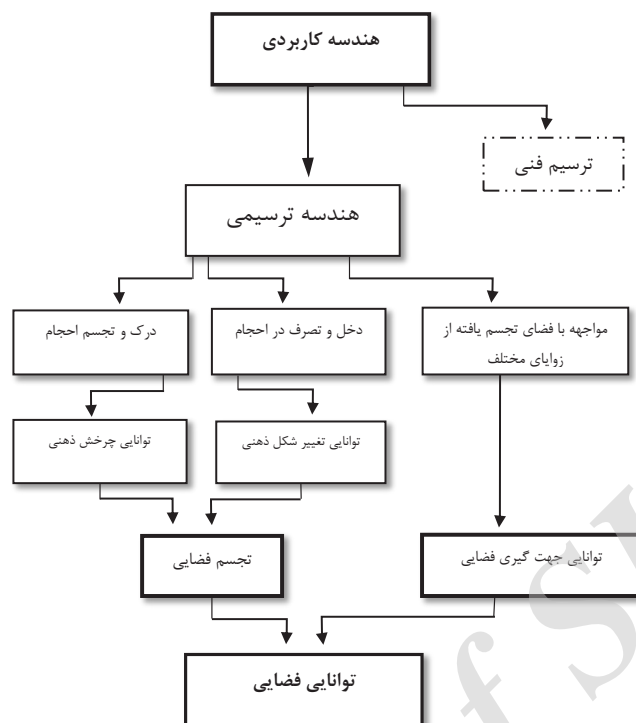 هندسه کاربردی
ترسیم فنی
هندسه ترسیمی
مواجهه با فضای تجسم یافته از
زوایای مختلف
دخل و تصرف در احجام
درک و تجسم احجام
توانایی تغییر شکل ذهنی
توانایی چرخش ذهنی
توانایی جهت گیری فضایی
تجسم فضایی
توانایی فضایی
of S